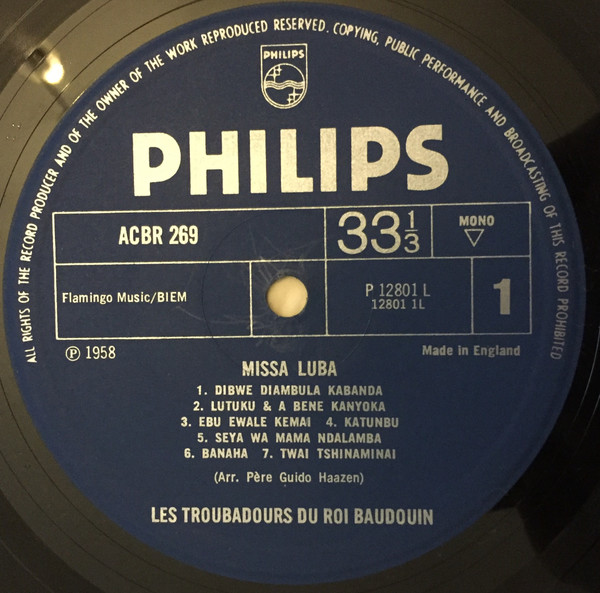 ALL RIGHTS OF THE RECORD PRODUCER AND OF THE OWNER OF THE WORK REPRODUCED RESERVED. COPYING, PUBLIC PERFORMANCE AND BROADCASTING OF THIS RECORD PROHIBITED
PHILIPS
PHILIPS
ACBR 269
33⅓
MONO
Flamingo Music/BIEM
P 12801 L
12801 1L
1
℗ 1958
Made in England
MISSA LUBA
1. DIBWE DIAMBULA KABANDA
2. LUTUKU & A BENE KANYOKA
3. EBU EWALE KEMAI 4. KATUNBU
5. SEYA WA MAMA NDALAMBA
6. BANAHA 7. TWAI TSHINAMINAI
(Arr. Père Guido Haazen)
LES TROUBADOURS DU ROI BAUDOUIN